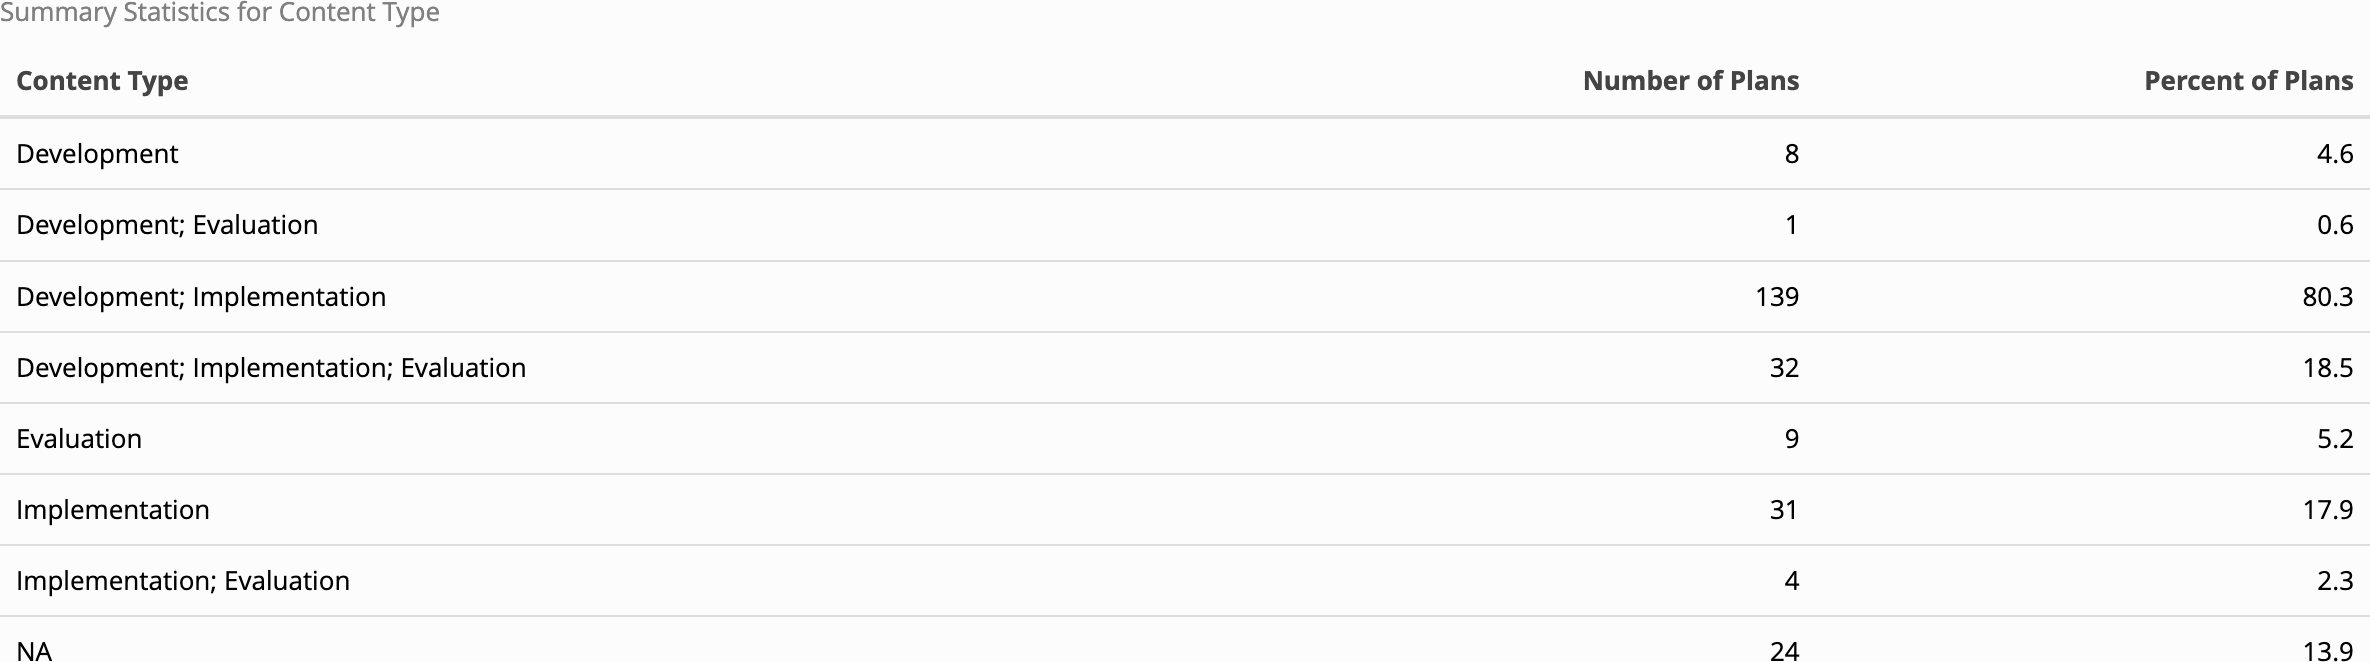 Summary Statistics for Content Type
Content Type Number of Plans Percent of Plans
Development 8 4.6
Development; Evaluation 1 0.6
Development; Implementation 139 80.3
Development; Implementation; Evaluation 32 18.5
Evaluation 9 5.2
Implementation 31 17.9
Implementation; Evaluation 4 2.3
NA 24 13.9